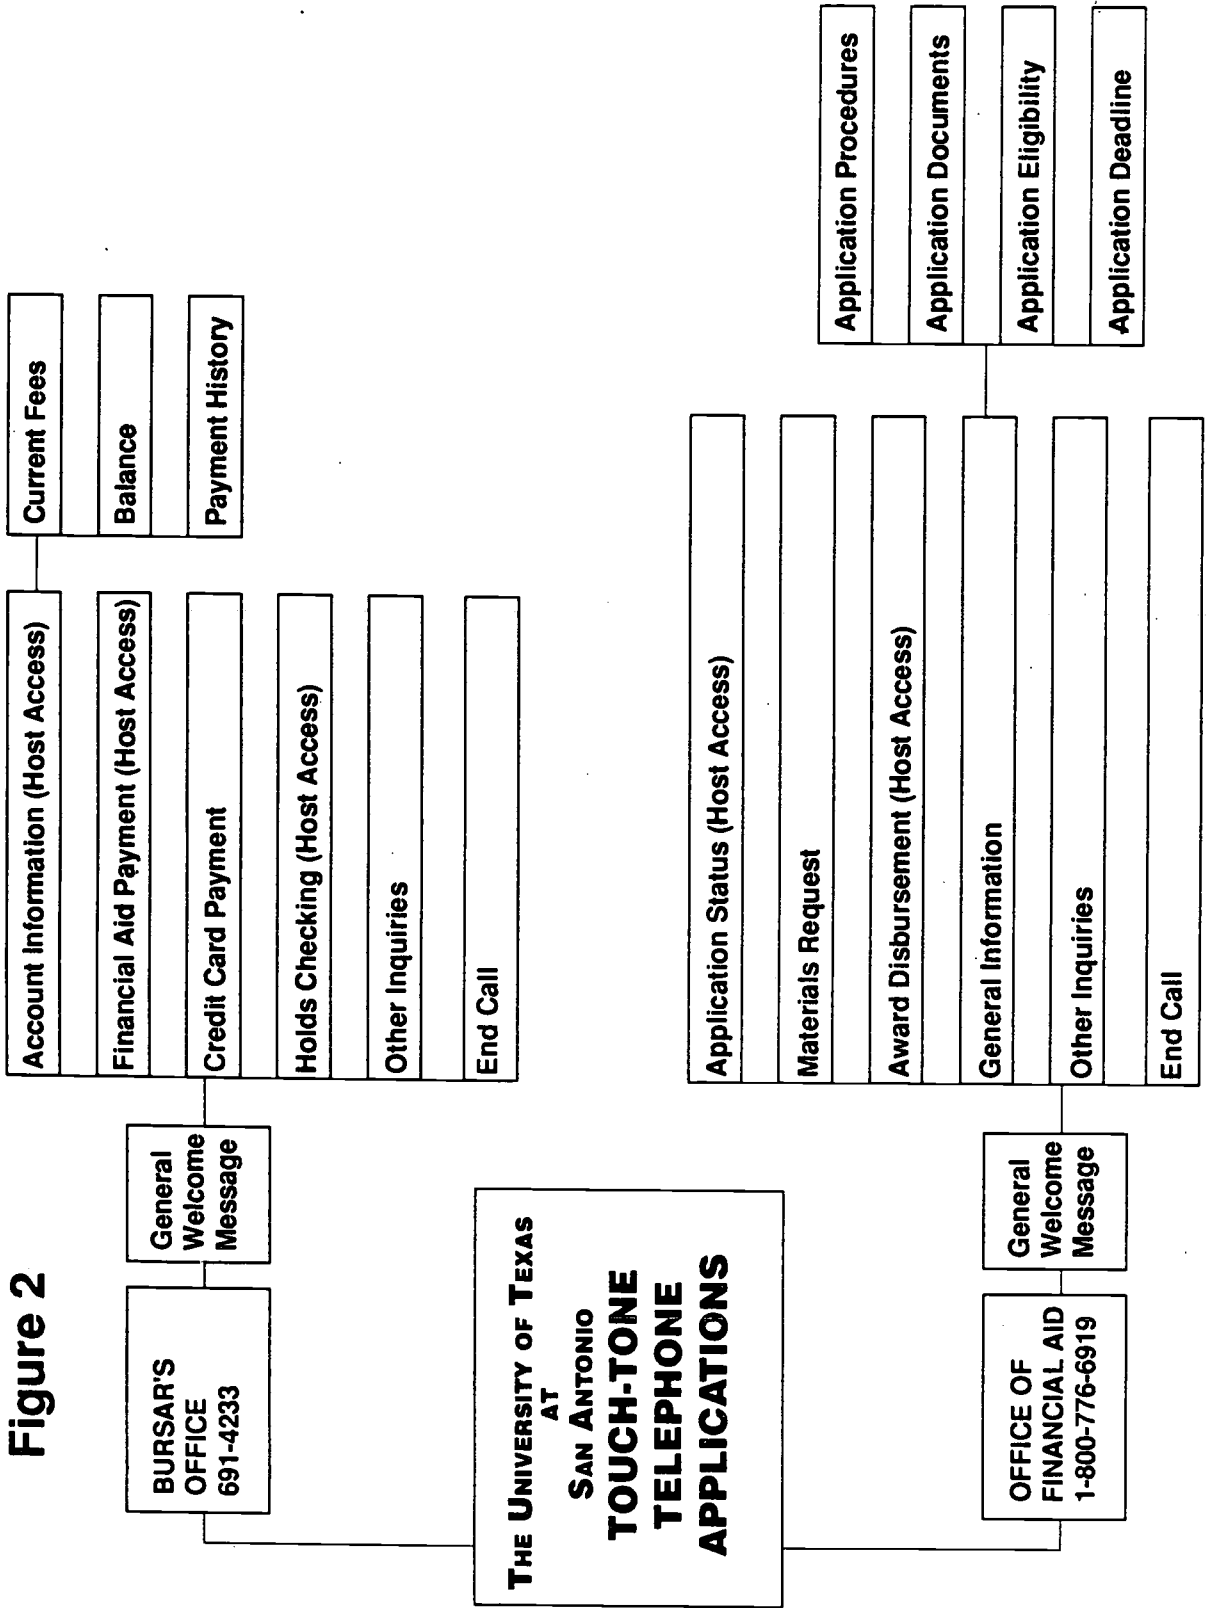 Figure 2
BURSAR'S
OFFICE
691-4233
General
Welcome
Message
Account Information (Host Access)
Financial Aid Payment (Host Access)
Credit Card Payment
Holds Checking (Host Access)
Other Inquiries
End Call
Current Fees
Balance
Payment History
THE UNIVERSITY OF TEXAS
AT
SAN ANTONIO
TOUCH-TONE
TELEPHONE
APPLICATIONS
OFFICE OF
FINANCIAL AID
1-800-776-6919
General
Welcome
Message
Application Status (Host Access)
Materials Request
Award Disbursement (Host Access)
General Information
Other Inquiries
End Call
Application Procedures
Application Documents
Application Eligibility
Application Deadline